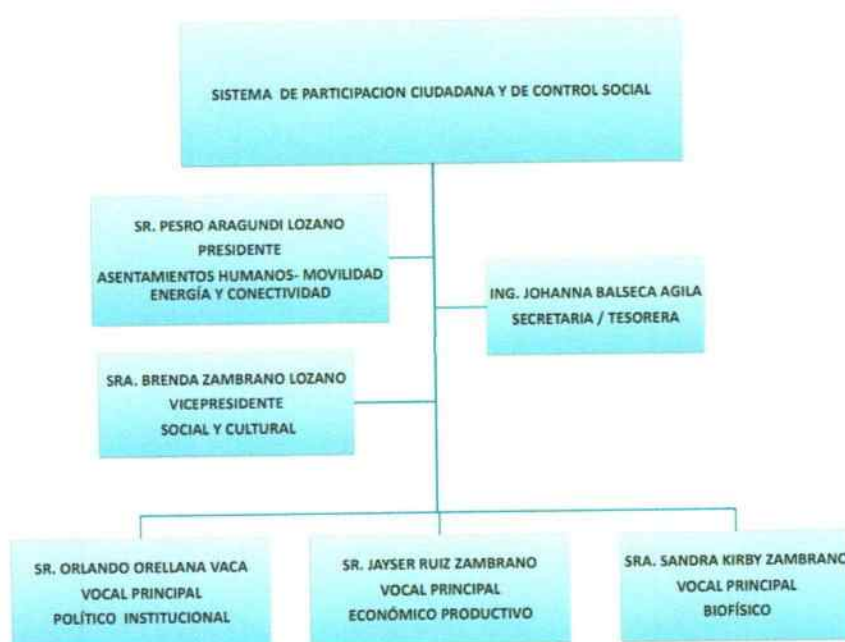 SISTEMA DE PARTICIPACION CIUDADANA Y DE CONTROL SOCIAL
SR. PESRO ARAGUNDI LOZANO
PRESIDENTE
ASENTAMIENTOS HUMANOS- MOVILIDAD
ENERGÍA Y CONECTIVIDAD
ING. JOHANNA BALSECA AGILA
SECRETARIA / TESORERA
SRA. BRENDA ZAMBRANO LOZANO
VICEPRESIDENTE
SOCIAL Y CULTURAL
SR. ORLANDO ORELLANA VACA
VOCAL PRINCIPAL
POLÍTICO INSTITUCIONAL
SR. JAYSER RUIZ ZAMBRANO
VOCAL PRINCIPAL
ECONÓMICO PRODUCTIVO
SRA. SANDRA KIRBY ZAMBRANO
VOCAL PRINCIPAL
BIOFÍSICO